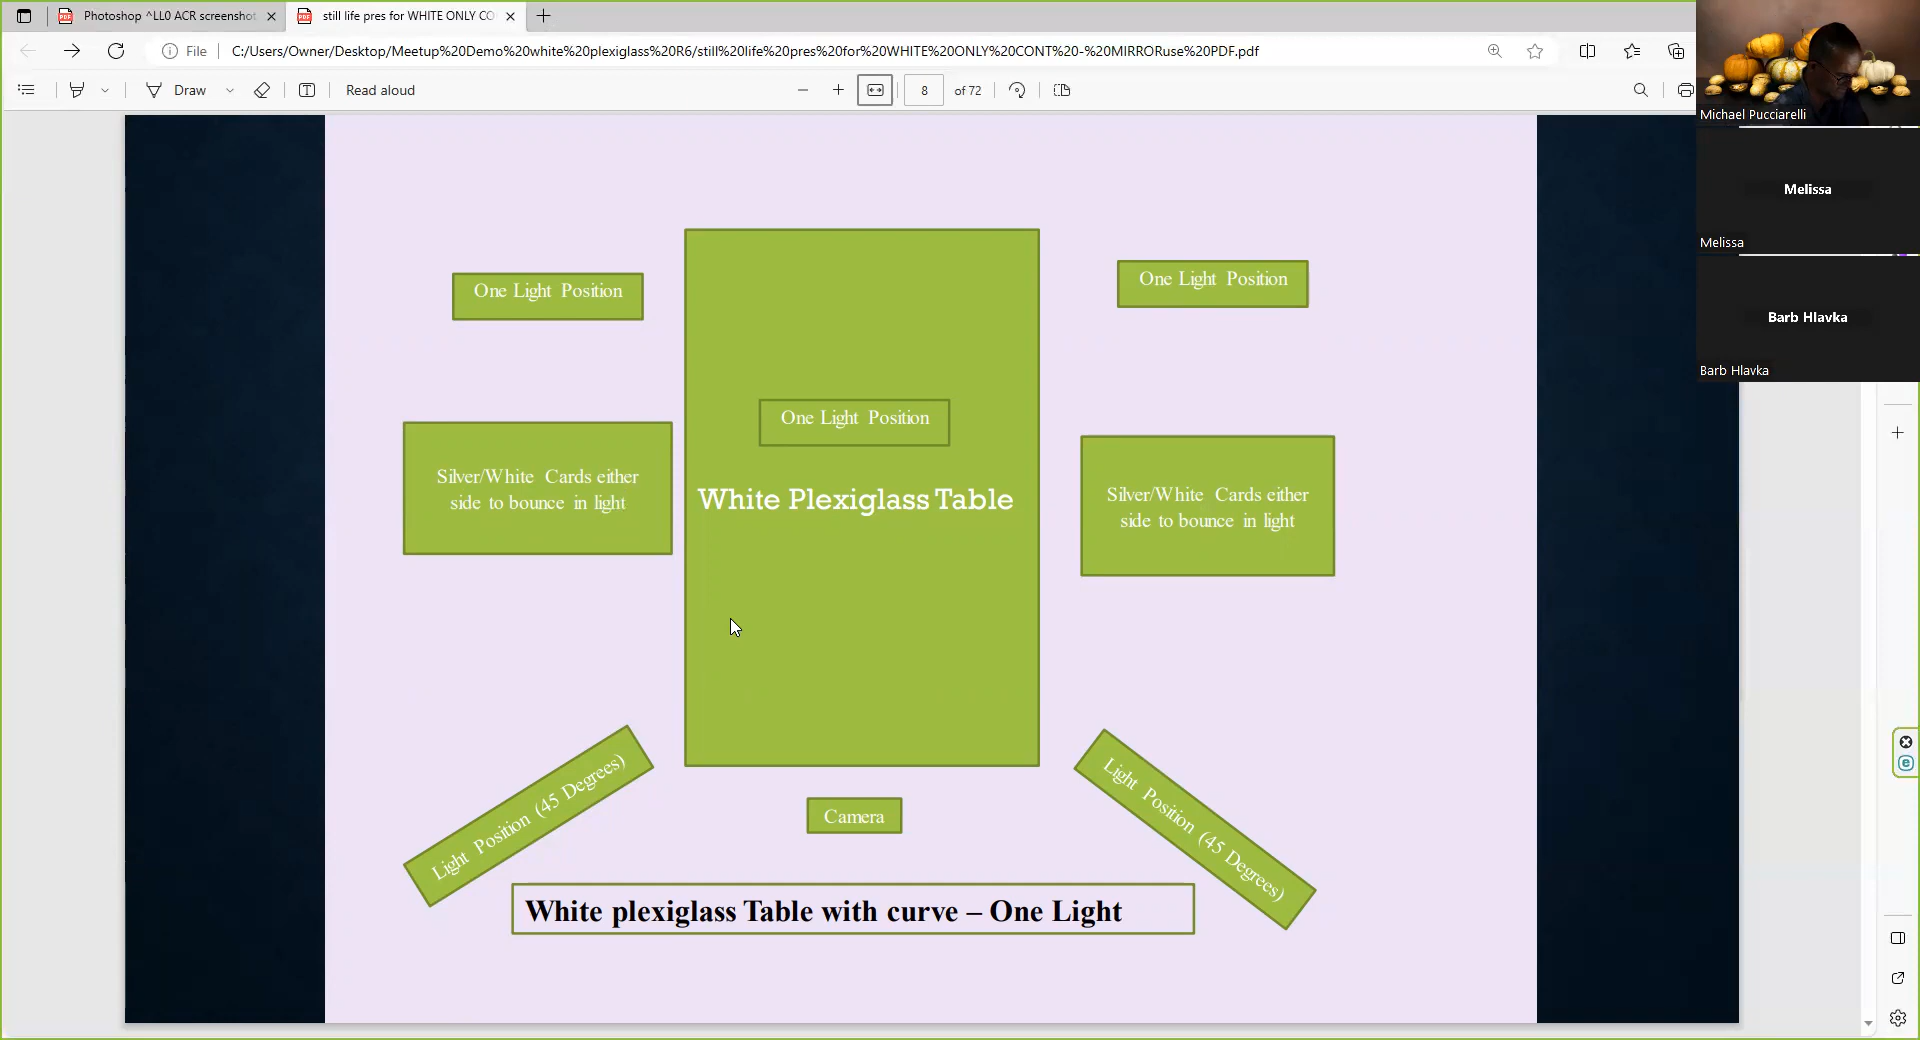 Photoshop ^LL0 ACR screenshot
still life pres for WHITE ONLY CO
File
C:/Users/Owner/Desktop/Meetup%20Demo%20white%20plexiglass%20R6/still%20life%20pres%20for%20WHITE%20ONLY%20CONT%20-%20MIRRORuse%20PDF.pdf
Draw
Read aloud
8
of 72
Michael Pucciarelli
Melissa
Melissa
Barb Hlavka
Barb Hlavka
One Light Position
One Light Position
One Light Position
Silver/White Cards either
side to bounce in light
White Plexiglass Table
Silver/White Cards either
side to bounce in light
Light Position (45 Degrees)
Camera
Light Position (45 Degrees)
White plexiglass Table with curve – One Light